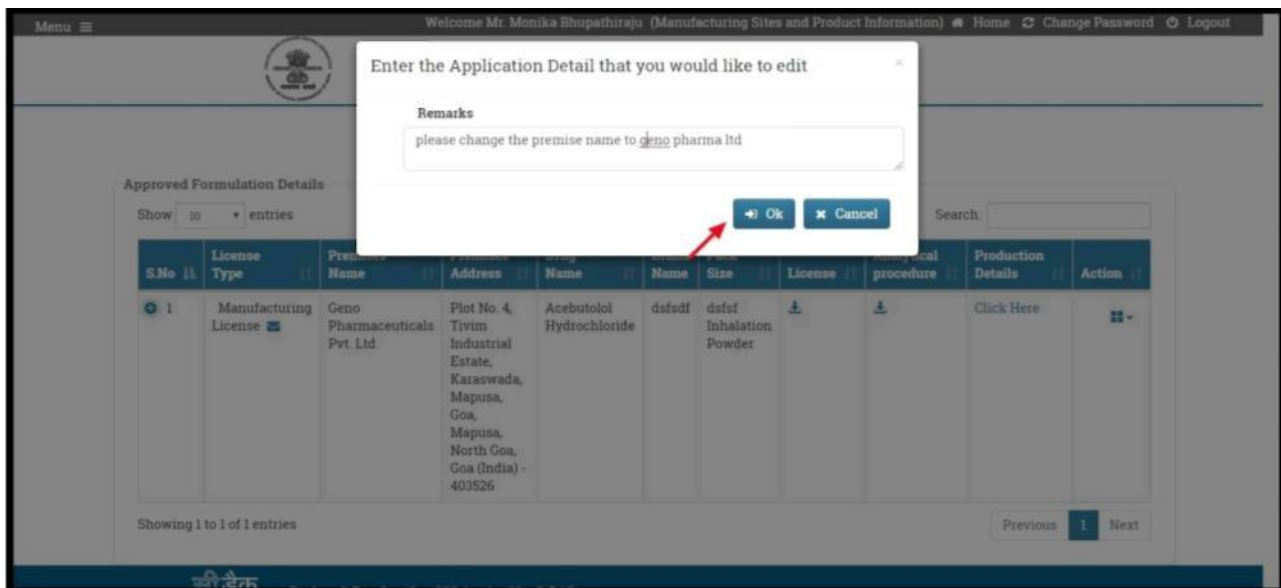 Menu
Welcome Mr. Monika Bhupathiraju (Manufacturing Sites and Product Information) Home Change Password Logout
Enter the Application Detail that you would like to edit
Remarks
please change the premise name to geno pharma ltd
Ok Cancel
Approved Formulation Details
Show 10 entries
Search:
S.No License Type Name Address Name Name Size License procedure Production Details Action
1 Manufacturing License Geno Pharmaceuticals Pvt. Ltd. Plot No. 4, Tivim Industrial Estate, Karaswada, Mapusa, Goa, Mapusa, North Goa, Goa (India) - 403526 Acebutolol Hydrochloride dsfsdf dsfsf Inhalation Powder Click Here
Showing 1 to 1 of 1 entries
Previous 1 Next
सी डैक